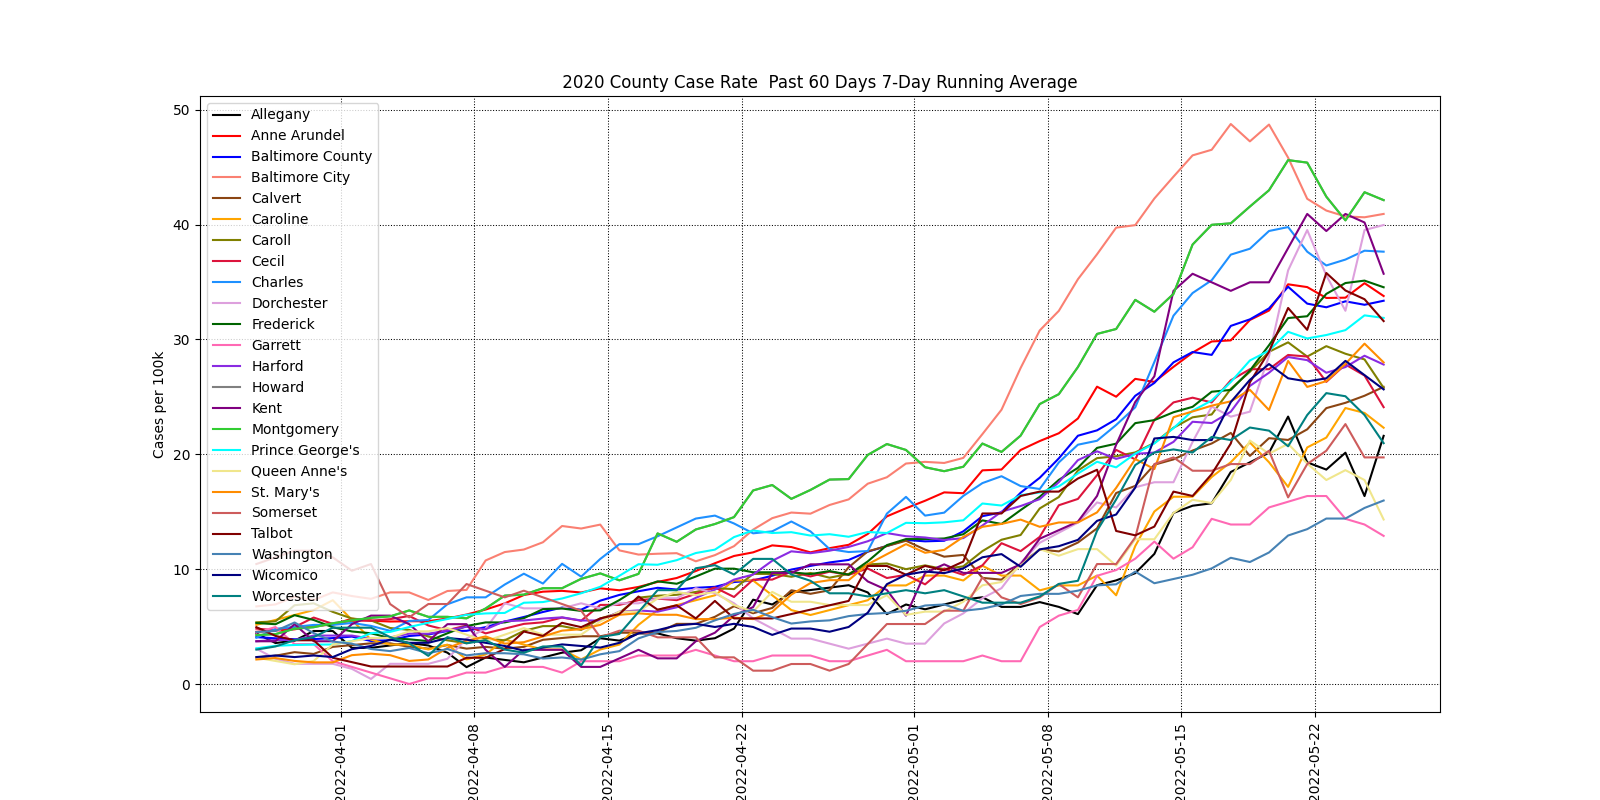 2020 County Case Rate  Past 60 Days 7-Day Running Average
Cases per 100k
50
40
30
20
10
0
Allegany
Anne Arundel
Baltimore County
Baltimore City
Calvert
Caroline
Caroll
Cecil
Charles
Dorchester
Frederick
Garrett
Harford
Howard
Kent
Montgomery
Prince George's
Queen Anne's
St. Mary's
Somerset
Talbot
Washington
Wicomico
Worcester
2022-04-01
2022-04-08
2022-04-15
2022-04-22
2022-05-01
2022-05-08
2022-05-15
2022-05-22